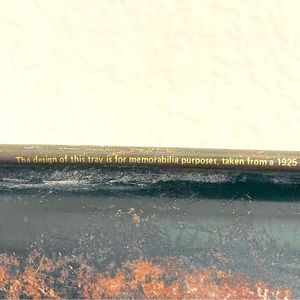 The design of this tray is for memorabilia purposes, taken from a 1925